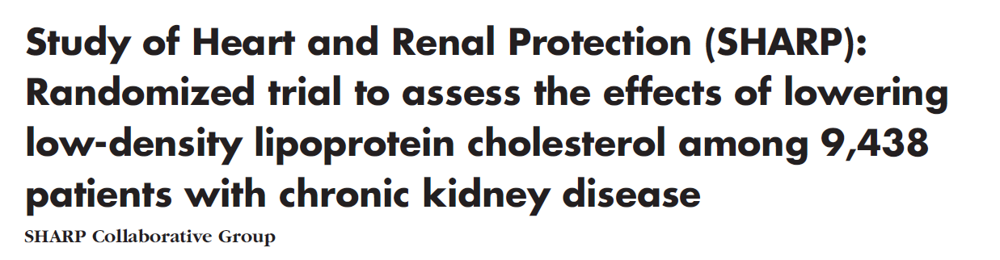 Study of Heart and Renal Protection (SHARP):
Randomized trial to assess the effects of lowering
low-density lipoprotein cholesterol among 9,438
patients with chronic kidney disease
SHARP Collaborative Group